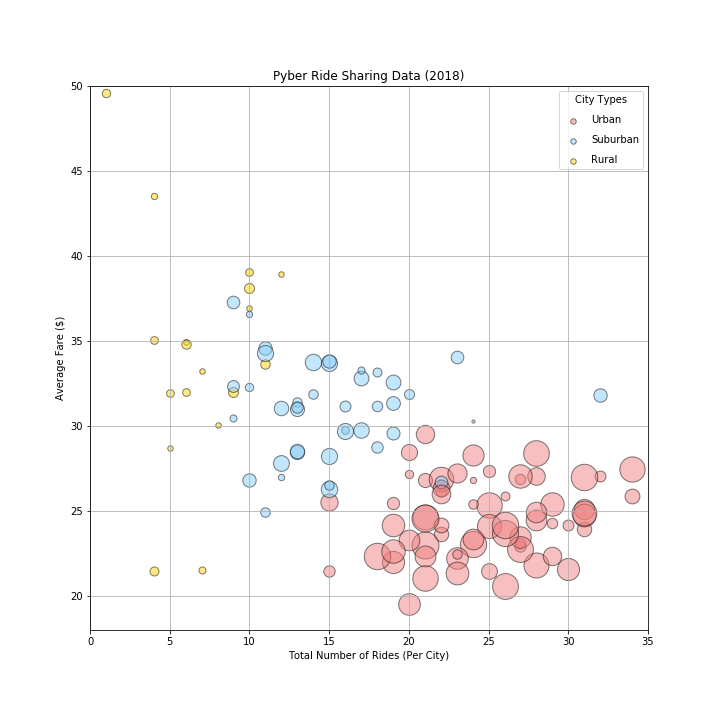 Pyber Ride Sharing Data (2018)
50
45
40
35
30
25
20
Average Fare ($)
City Types
Urban
Suburban
Rural
0 5 10 15 20 25 30 35
Total Number of Rides (Per City)